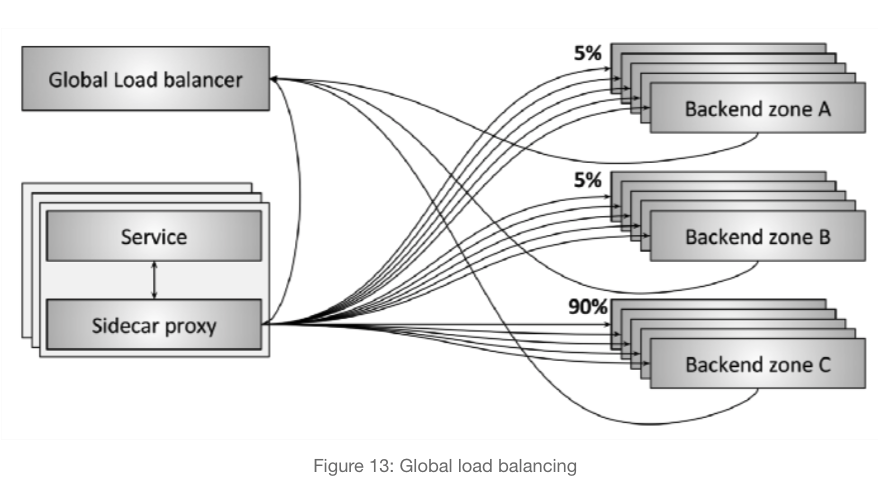 Global Load balancer
5%
Backend zone A
5%
Backend zone B
Service
90%
Sidecar proxy
Backend zone C
Figure 13: Global load balancing